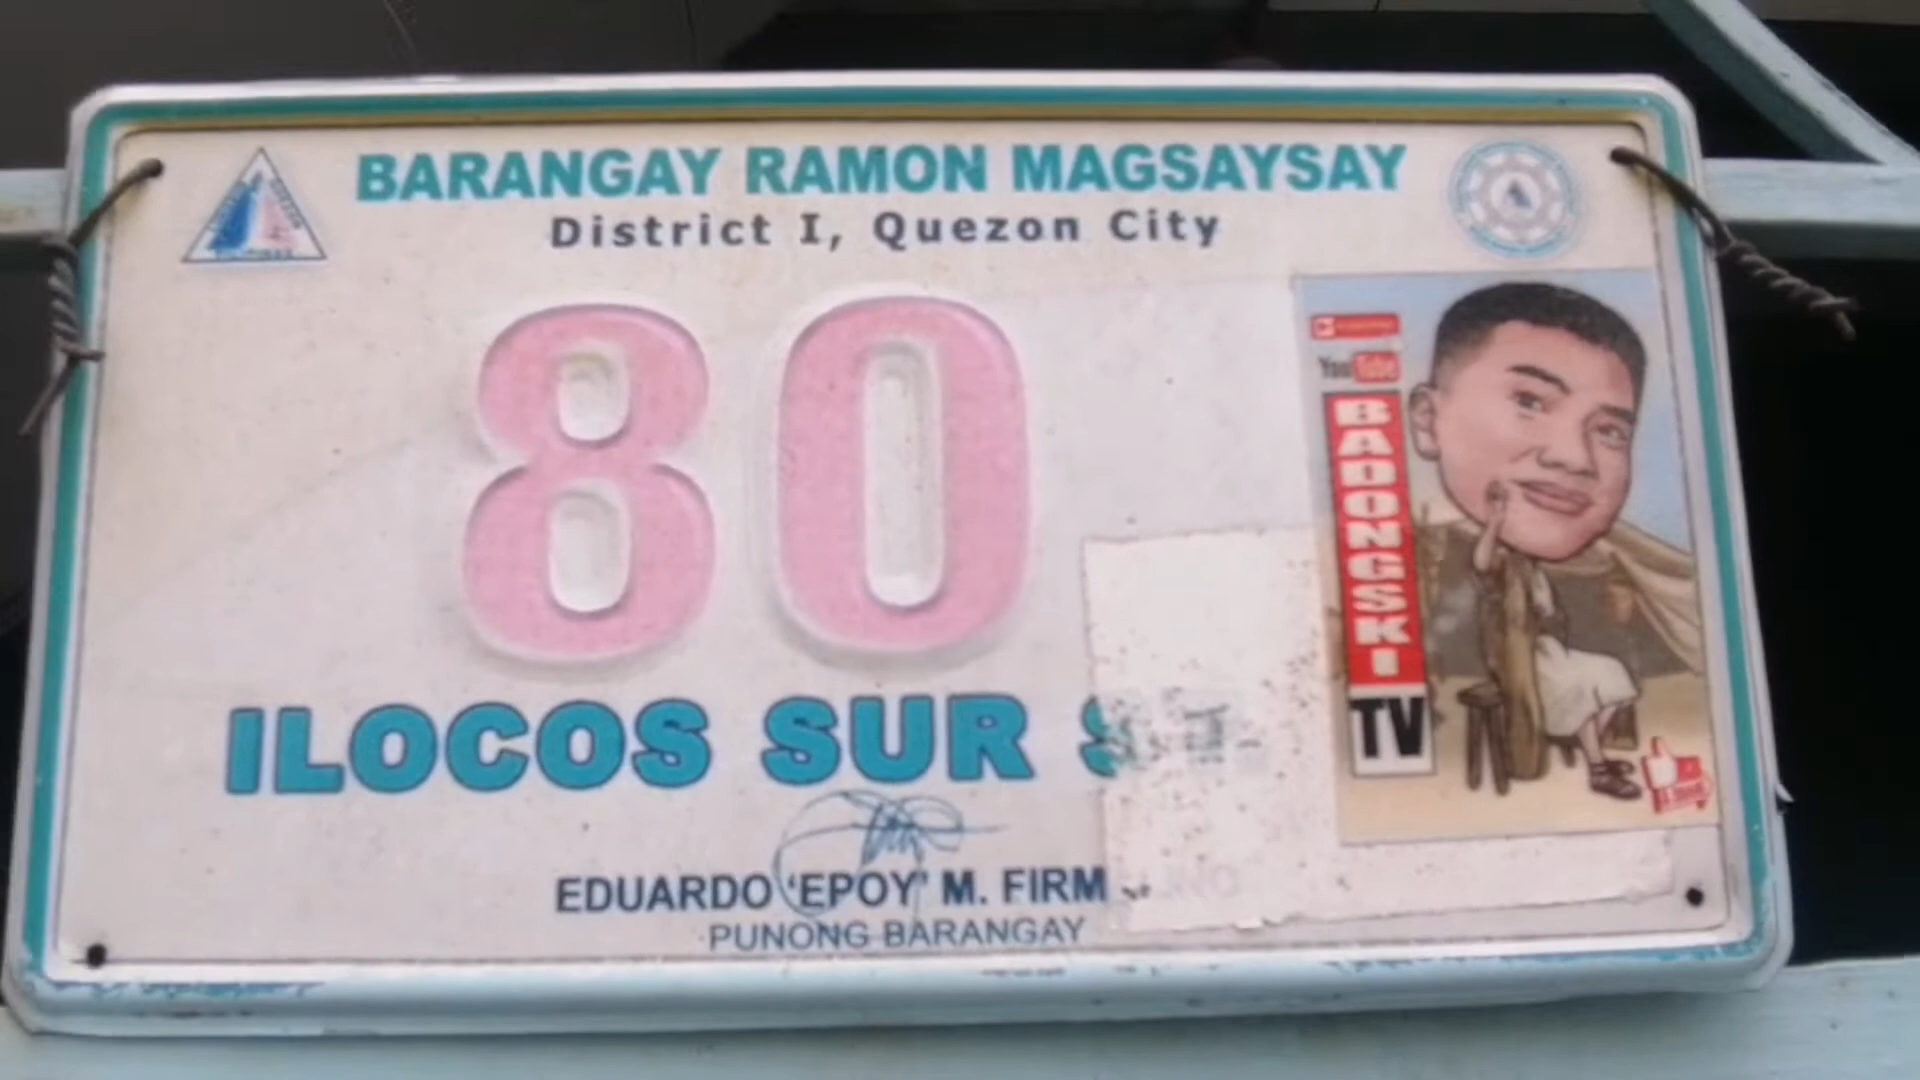 BARANGAY RAMON MAGSAYSAY
District I, Quezon City
80
YouTube
BADONGSKI
TV
ILOCOS SUR S
EDUARDO 'EPOY' M. FIRM
PUNONG BARANGAY